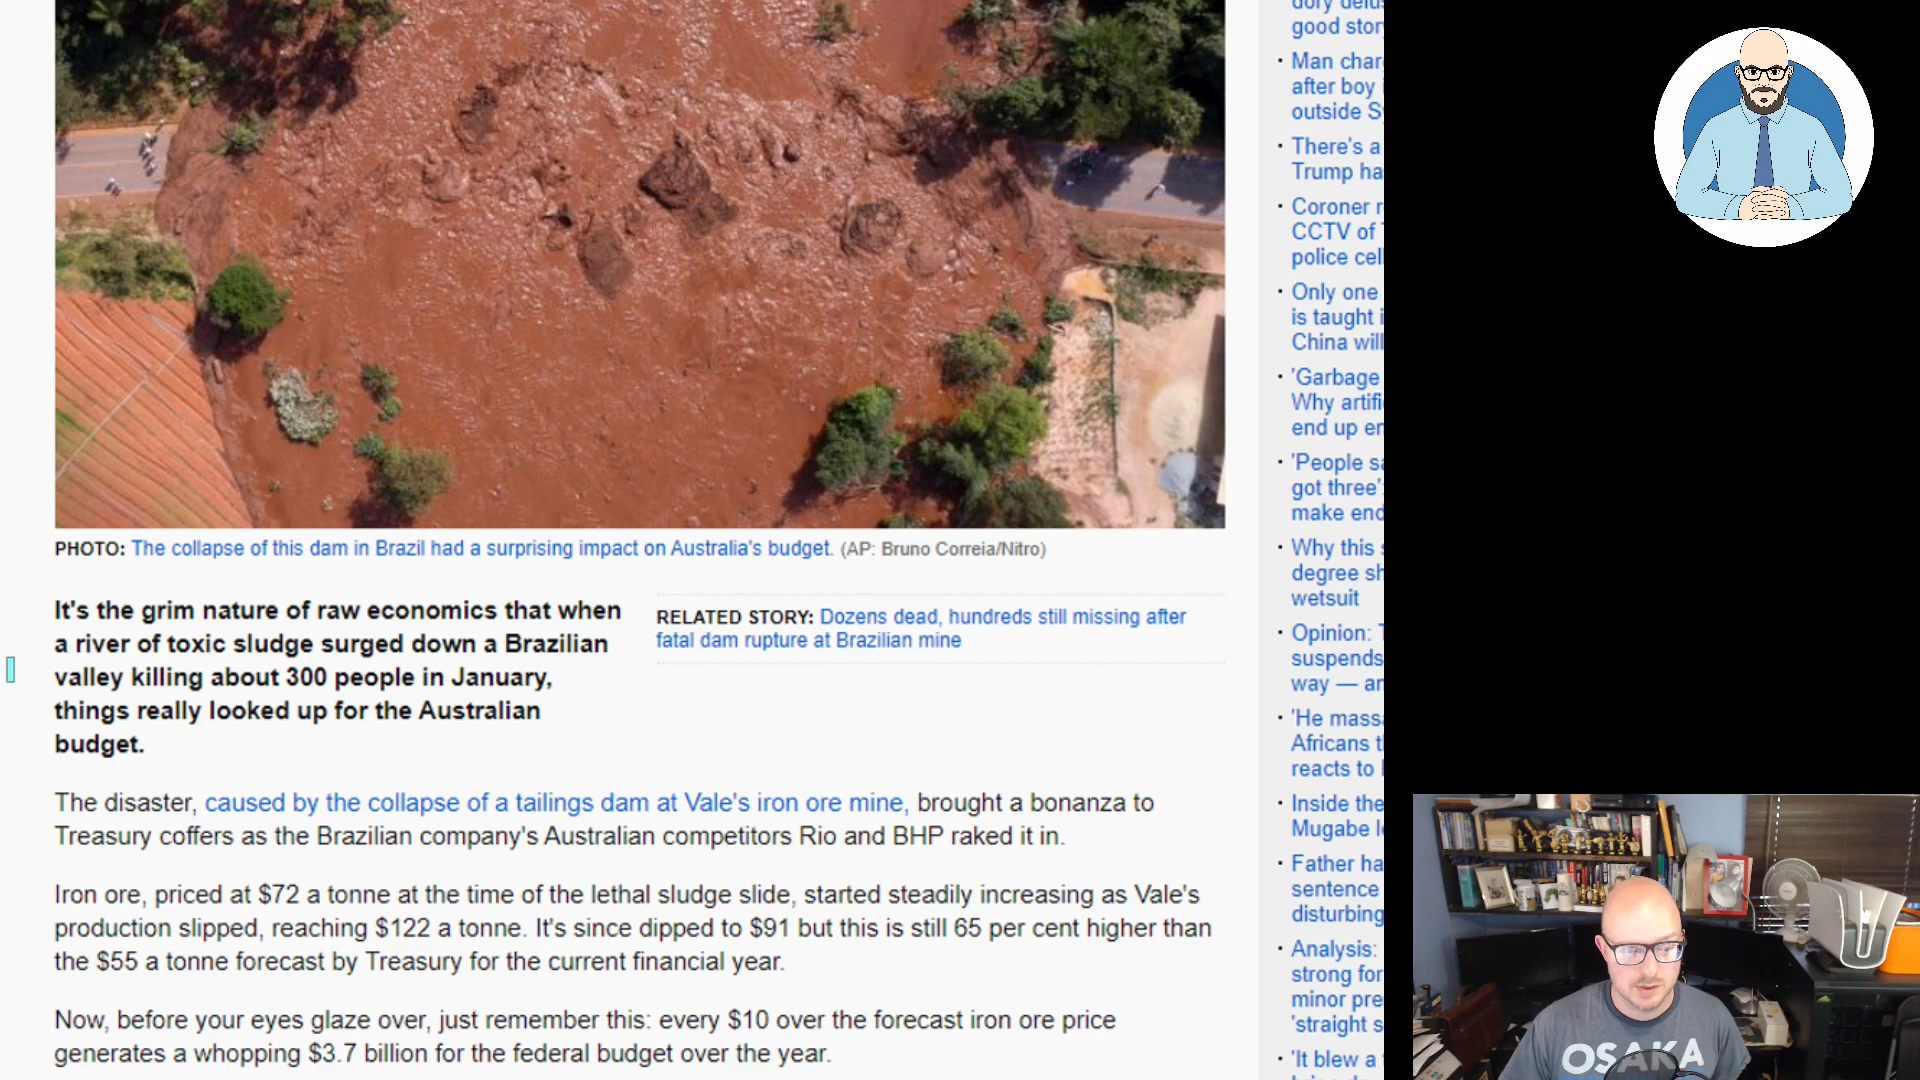 good stor
Man char
after boy
outside S
There's a
Trump ha
Coroner r
CCTV of
police cell
Only one
is taught i
China will
'Garbage
Why artifi
end up er
'People sa
got three'
make end
Why this s
degree sh
wetsuit
Opinion: T
suspends
way — an
'He massa
Africans t
reacts to
Inside the
Mugabe l
Father ha
sentence
disturbing
Analysis:
strong for
minor pre
'straight s
'It blew a
PHOTO: The collapse of this dam in Brazil had a surprising impact on Australia's budget. (AP: Bruno Correia/Nitro)
It's the grim nature of raw economics that when
a river of toxic sludge surged down a Brazilian
valley killing about 300 people in January,
things really looked up for the Australian
budget.
RELATED STORY: Dozens dead, hundreds still missing after
fatal dam rupture at Brazilian mine
The disaster, caused by the collapse of a tailings dam at Vale's iron ore mine, brought a bonanza to
Treasury coffers as the Brazilian company's Australian competitors Rio and BHP raked it in.
Iron ore, priced at $72 a tonne at the time of the lethal sludge slide, started steadily increasing as Vale's
production slipped, reaching $122 a tonne. It's since dipped to $91 but this is still 65 per cent higher than
the $55 a tonne forecast by Treasury for the current financial year.
Now, before your eyes glaze over, just remember this: every $10 over the forecast iron ore price
generates a whopping $3.7 billion for the federal budget over the year.
OSAKA